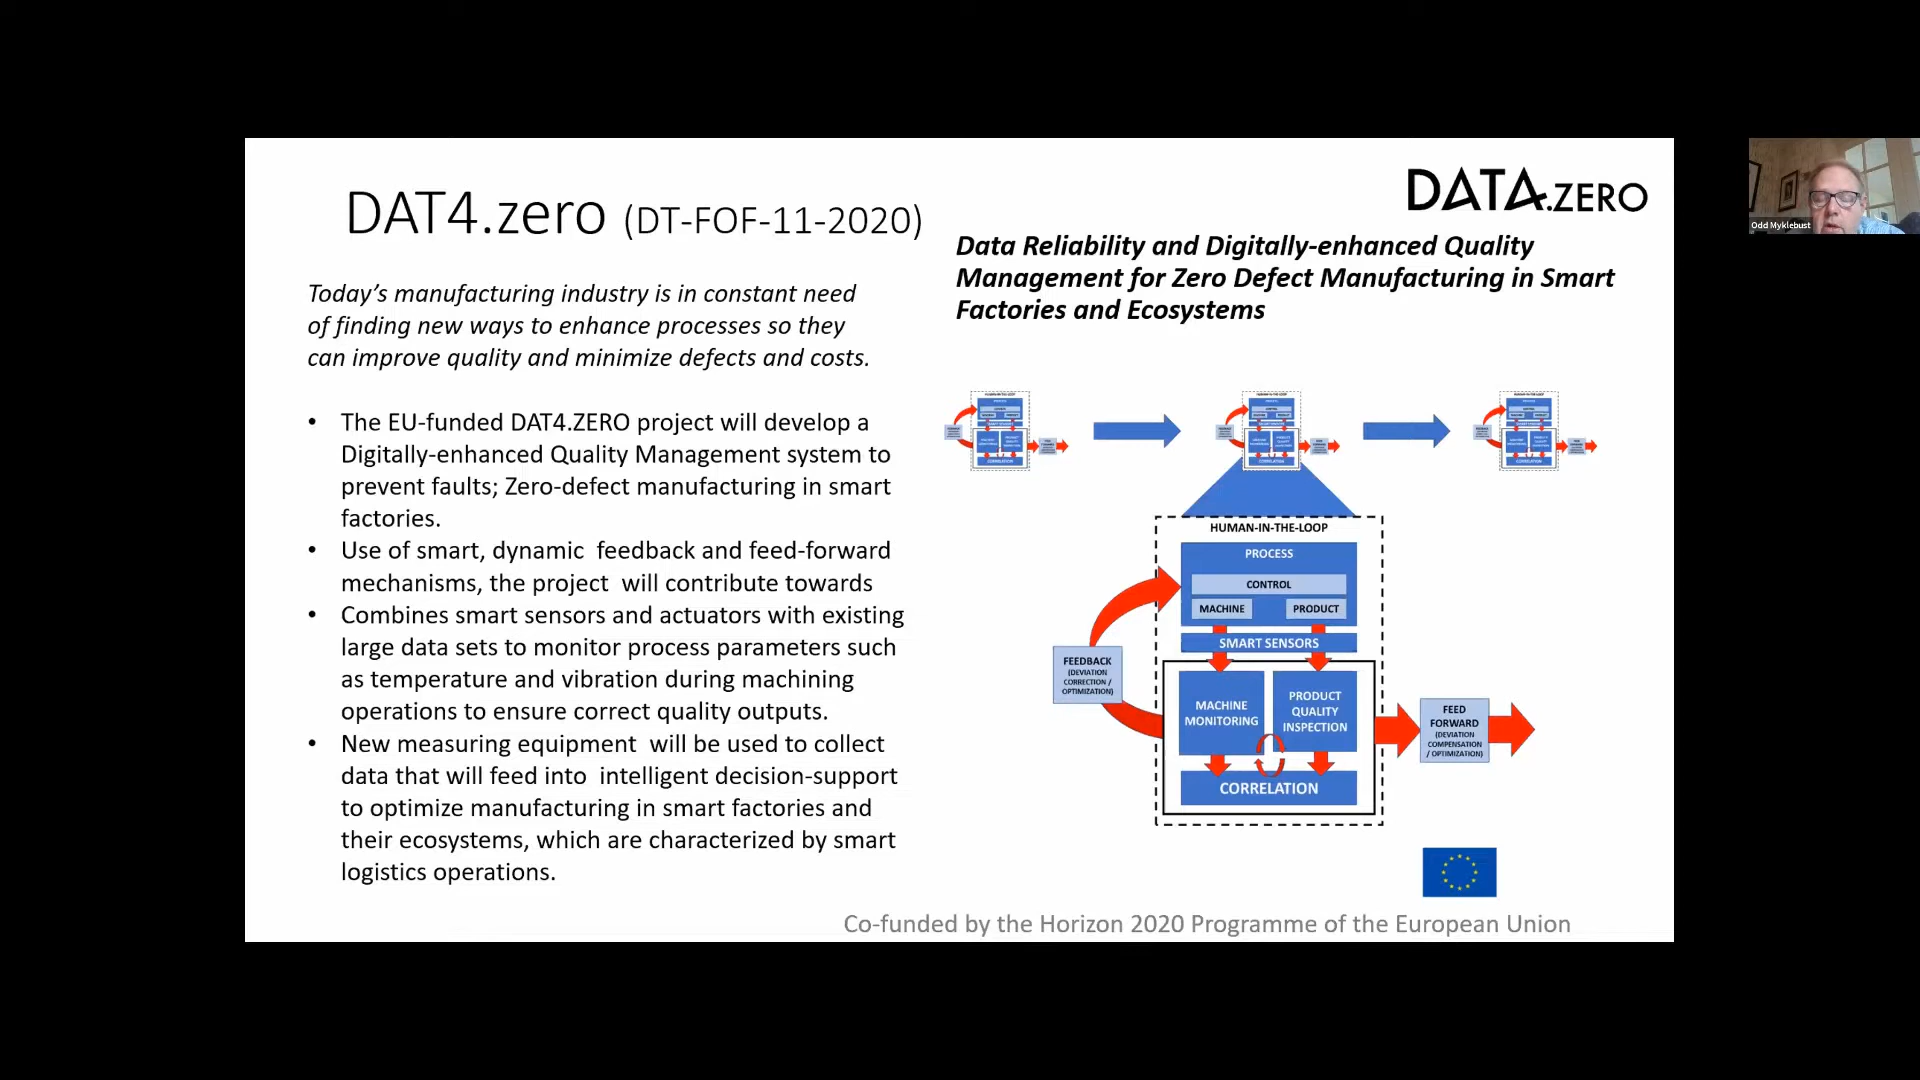 DAT4.zero (DT-FOF-11-2020)
DATA.ZERO
Odd Myklebust
Data Reliability and Digitally-enhanced Quality
Management for Zero Defect Manufacturing in Smart
Factories and Ecosystems
Today’s manufacturing industry is in constant need
of finding new ways to enhance processes so they
can improve quality and minimize defects and costs.
• The EU-funded DAT4.ZERO project will develop a
Digitally-enhanced Quality Management system to
prevent faults; Zero-defect manufacturing in smart
factories.
• Use of smart, dynamic  feedback and feed-forward
mechanisms, the project  will contribute towards
• Combines smart sensors and actuators with existing
large data sets to monitor process parameters such
as temperature and vibration during machining
operations to ensure correct quality outputs.
• New measuring equipment  will be used to collect
data that will feed into  intelligent decision-support
to optimize manufacturing in smart factories and
their ecosystems, which are characterized by smart
logistics operations.
HUMAN-IN-THE-LOOP
PROCESS
CONTROL
MACHINE
PRODUCT
SMART SENSORS
FEEDBACK
(DEVIATION
CORRECTION /
OPTIMIZATION)
MACHINE
MONITORING
PRODUCT
QUALITY
INSPECTION
CORRELATION
FEED
FORWARD
(DEVIATION
COMPENSATION
/ OPTIMIZATION)
Co-funded by the Horizon 2020 Programme of the European Union